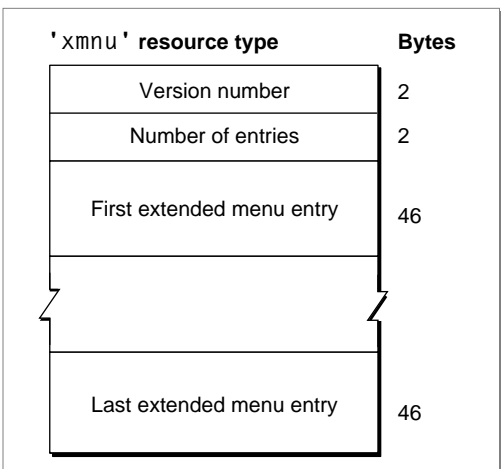 'xmnu' resource type Bytes
Version number 2
Number of entries 2
First extended menu entry 46
Last extended menu entry 46